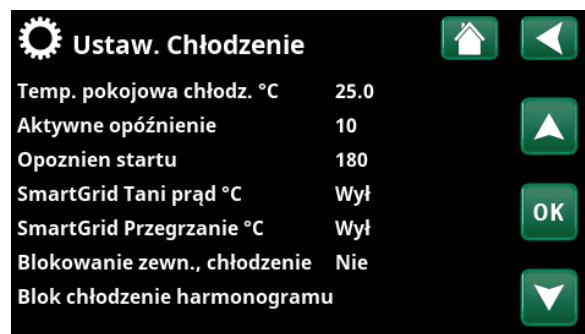 Ustaw. Chłodzenie
Temp. pokojowa chłodz. °C 25.0
Aktywne opóźnienie 10
Opoznien startu 180
SmartGrid Tani prąd °C Wył
SmartGrid Przegrzanie °C Wył
OK
Blokowanie zewn., chłodzenie Nie
Blok chłodzenie harmonogramu